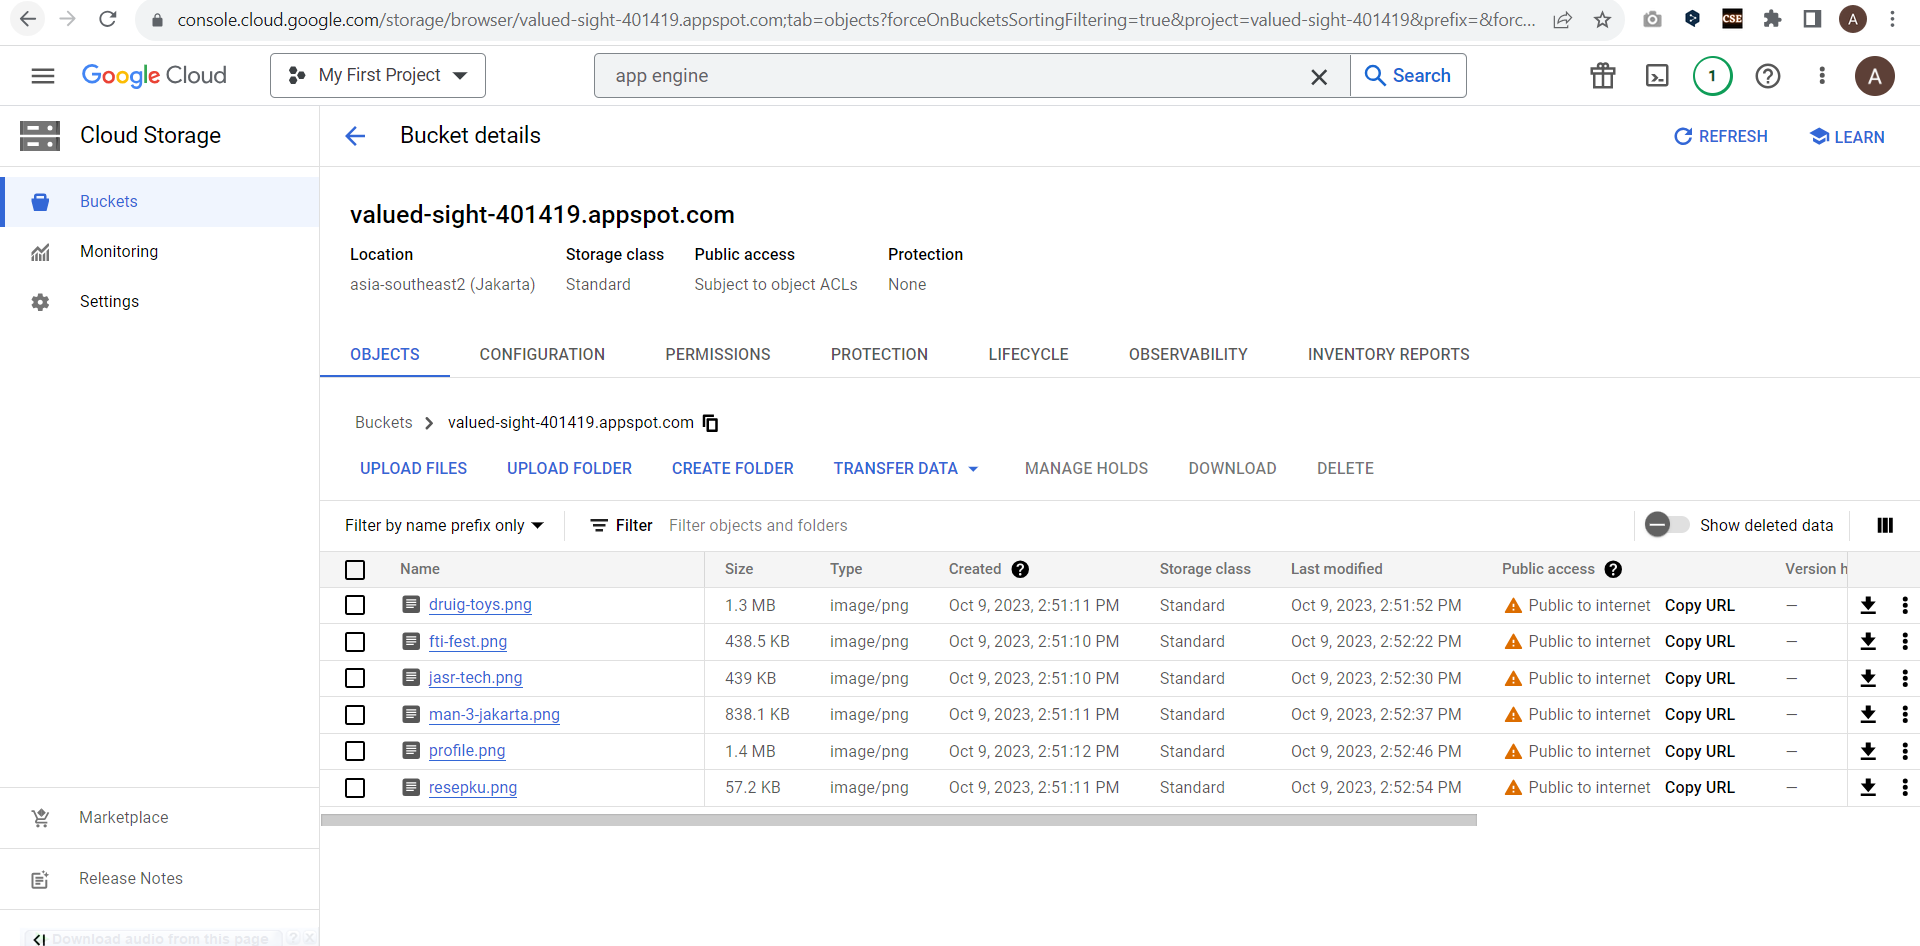 console.cloud.google.com/storage/browser/valued-sight-401419.appspot.com;tab=objects?forceOnBucketsSortingFiltering=true&project=valued-sight-401419&prefix=&forc... CSE A
Google Cloud My First Project app engine Search 1 A
Cloud Storage Bucket details REFRESH LEARN
Buckets
Monitoring
Settings
Marketplace
Release Notes
Download audio from this page ? X
valued-sight-401419.appspot.com
Location Storage class Public access Protection
asia-southeast2 (Jakarta) Standard Subject to object ACLs None
OBJECTS CONFIGURATION PERMISSIONS PROTECTION LIFECYCLE OBSERVABILITY INVENTORY REPORTS
Buckets > valued-sight-401419.appspot.com
UPLOAD FILES UPLOAD FOLDER CREATE FOLDER TRANSFER DATA MANAGE HOLDS DOWNLOAD DELETE
Filter by name prefix only Filter Filter objects and folders Show deleted data
Name Size Type Created Storage class Last modified Public access Version h
druig-toys.png 1.3 MB image/png Oct 9, 2023, 2:51:11 PM Standard Oct 9, 2023, 2:51:52 PM Public to internet Copy URL —
fti-fest.png 438.5 KB image/png Oct 9, 2023, 2:51:10 PM Standard Oct 9, 2023, 2:52:22 PM Public to internet Copy URL —
jasr-tech.png 439 KB image/png Oct 9, 2023, 2:51:10 PM Standard Oct 9, 2023, 2:52:30 PM Public to internet Copy URL —
man-3-jakarta.png 838.1 KB image/png Oct 9, 2023, 2:51:11 PM Standard Oct 9, 2023, 2:52:37 PM Public to internet Copy URL —
profile.png 1.4 MB image/png Oct 9, 2023, 2:51:12 PM Standard Oct 9, 2023, 2:52:46 PM Public to internet Copy URL —
resepku.png 57.2 KB image/png Oct 9, 2023, 2:51:11 PM Standard Oct 9, 2023, 2:52:54 PM Public to internet Copy URL —